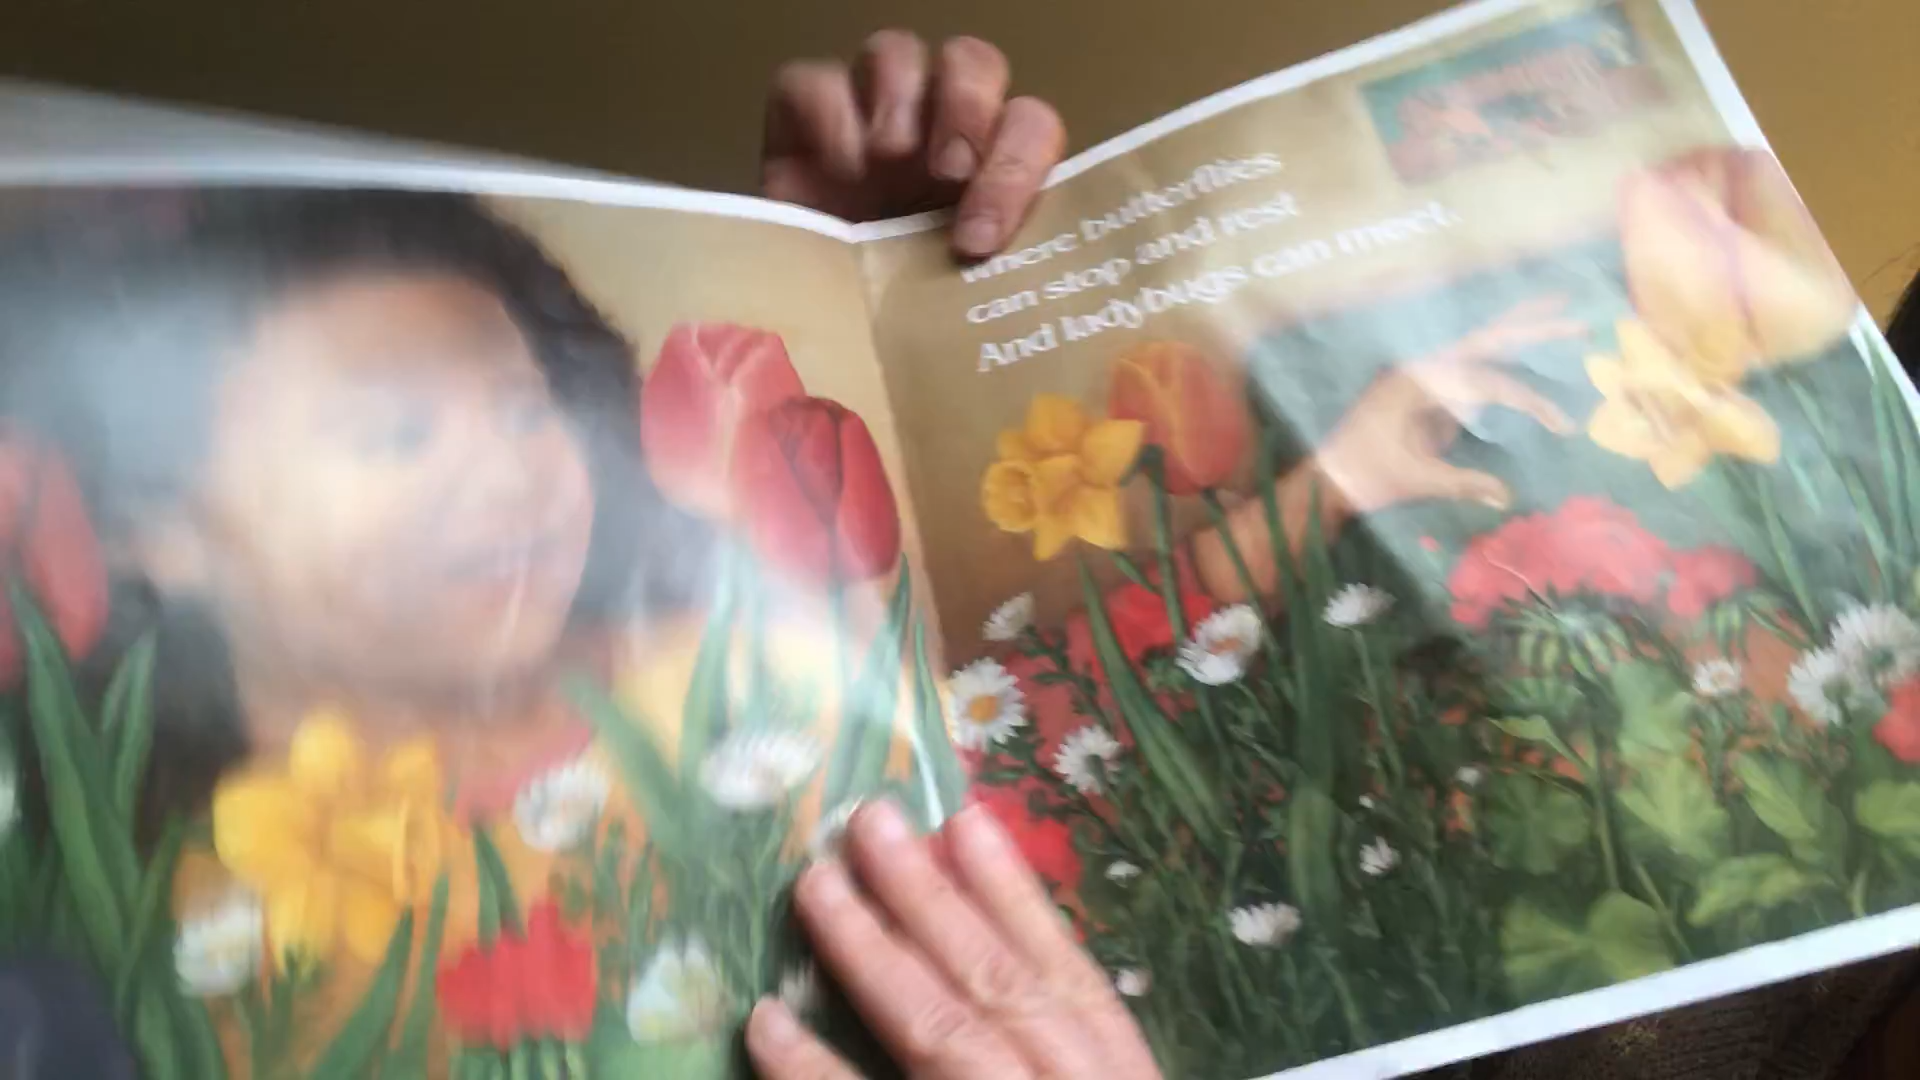 where butterflies
can stop and rest
And ladybugs can meet.